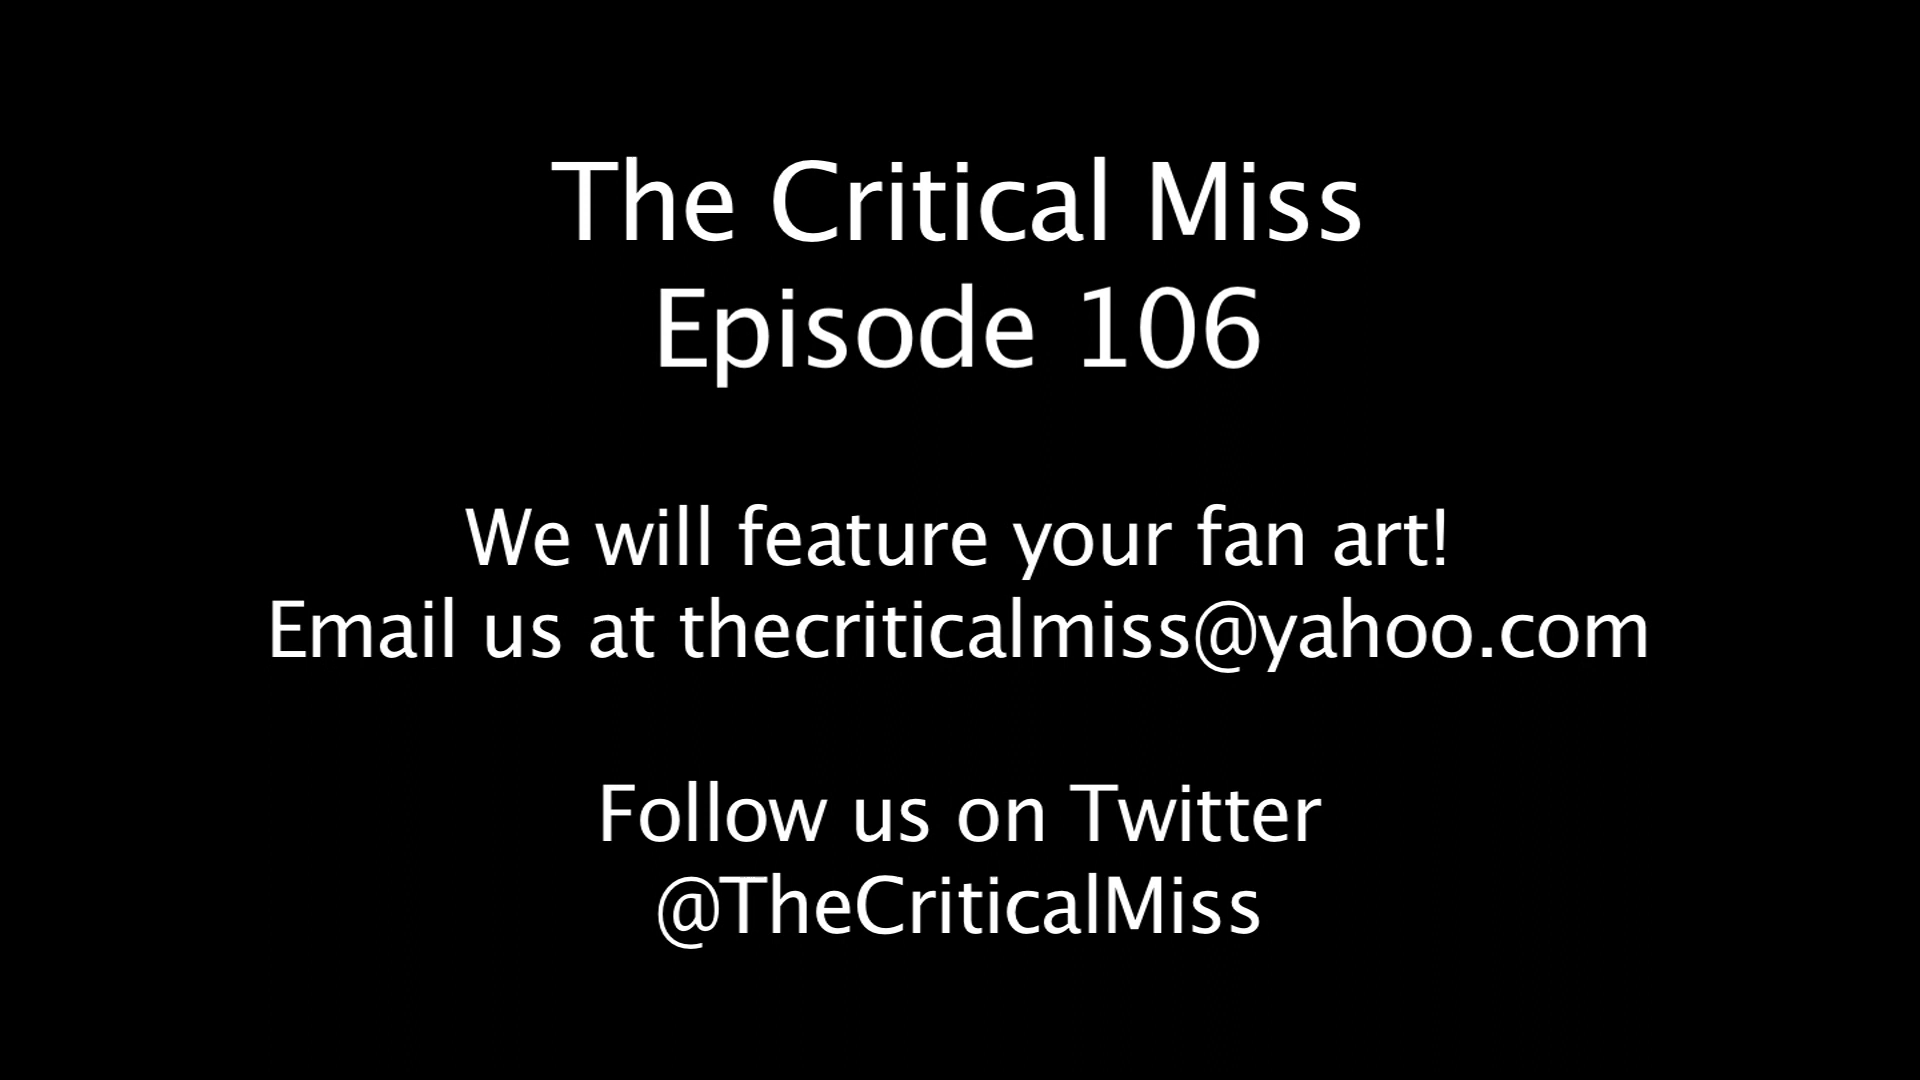 The Critical Miss
Episode 106
We will feature your fan art!
Email us at thecriticalmiss@yahoo.com
Follow us on Twitter
@TheCriticalMiss